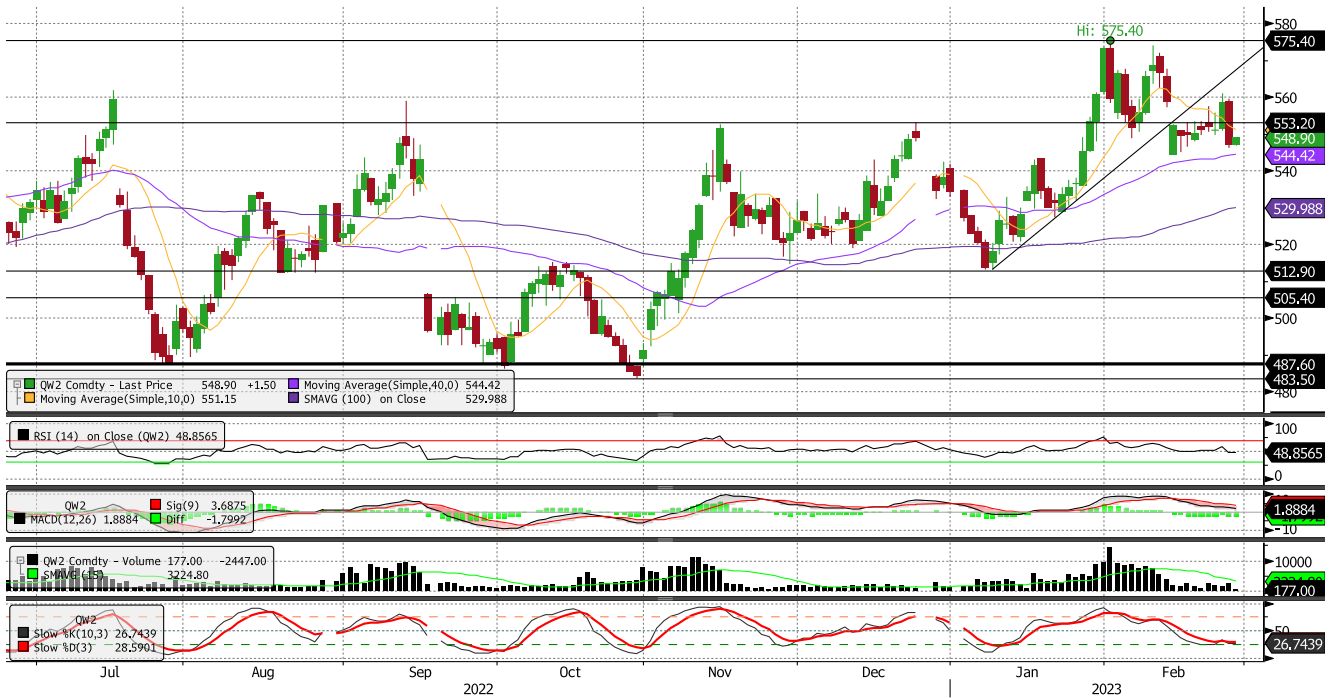 Hi: 575.40
580
575.40
560
553.20
548.90
544.42
540
529.988
520
512.90
505.40
500
487.60
483.50
480
QW2 Comdty - Last Price 548.90 +1.50 Moving Average(Simple,40,0) 544.42
Moving Average(Simple,10,0) 551.15 SMAVG (100) on Close 529.988
RSI (14) on Close (QW2) 48.8565
100
48.8565
0
QW2 Sig(9) 3.6875
MACD(12,26) 1.8884 Diff -1.7992
1.8884
-10
QW2 Comdty - Volume 177.00 -2447.00
SMAVG (15) 3224.80
10000
177.00
QW2
Slow %K(10,3) 26.7439
Slow %D(3) 28.5901
50
26.7439
Jul Aug Sep Oct Nov Dec Jan Feb
2022 2023